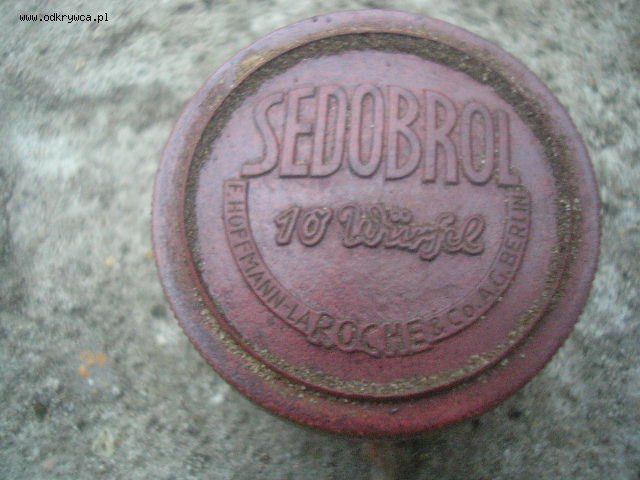 www.odkrywca.pl
SEDOBROL
10 Würfel
F. HOFFMANN-LA ROCHE & Co. A.G. BERLIN